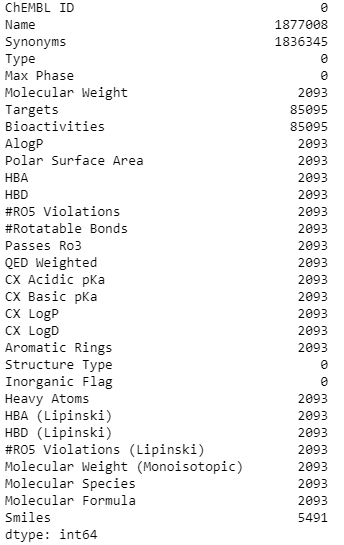 ChEMBL ID 0
Name 1877008
Synonyms 1836345
Type 0
Max Phase 0
Molecular Weight 2093
Targets 85095
Bioactivities 85095
AlogP 2093
Polar Surface Area 2093
HBA 2093
HBD 2093
#RO5 Violations 2093
#Rotatable Bonds 2093
Passes Ro3 2093
QED Weighted 2093
CX Acidic pKa 2093
CX Basic pKa 2093
CX LogP 2093
CX LogD 2093
Aromatic Rings 2093
Structure Type 0
Inorganic Flag 0
Heavy Atoms 2093
HBA (Lipinski) 2093
HBD (Lipinski) 2093
#RO5 Violations (Lipinski) 2093
Molecular Weight (Monoisotopic) 2093
Molecular Species 2093
Molecular Formula 2093
Smiles 5491
dtype: int64